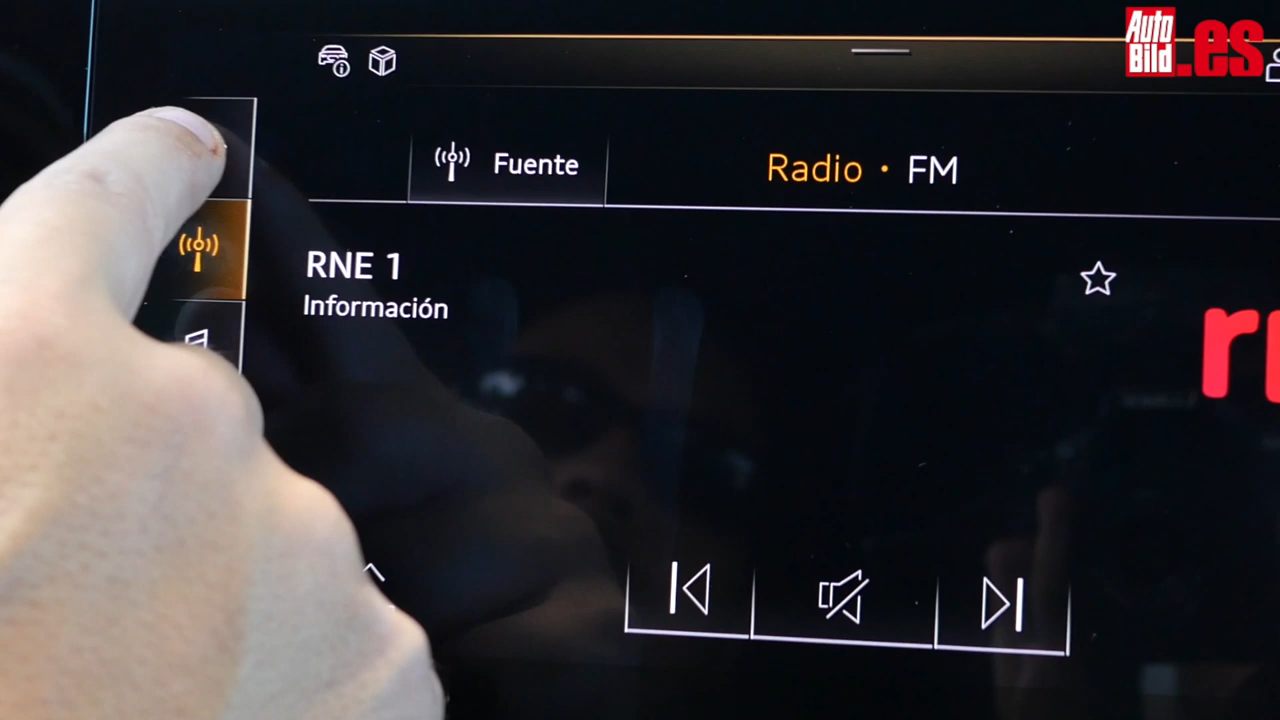 Auto
Bild
.es
Fuente
Radio • FM
RNE 1
Información